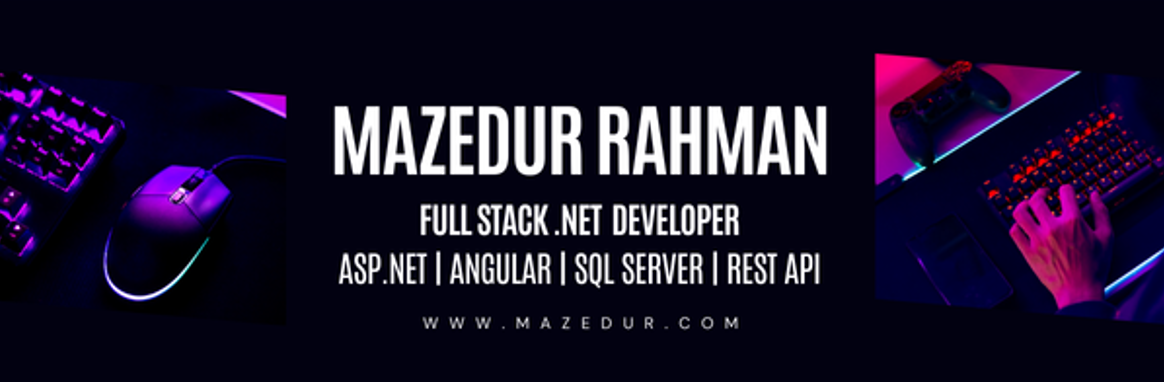 MAZEDUR RAHMAN
FULL STACK .NET DEVELOPER
ASP.NET | ANGULAR | SQL SERVER | REST API
WWW.MAZEDUR.COM